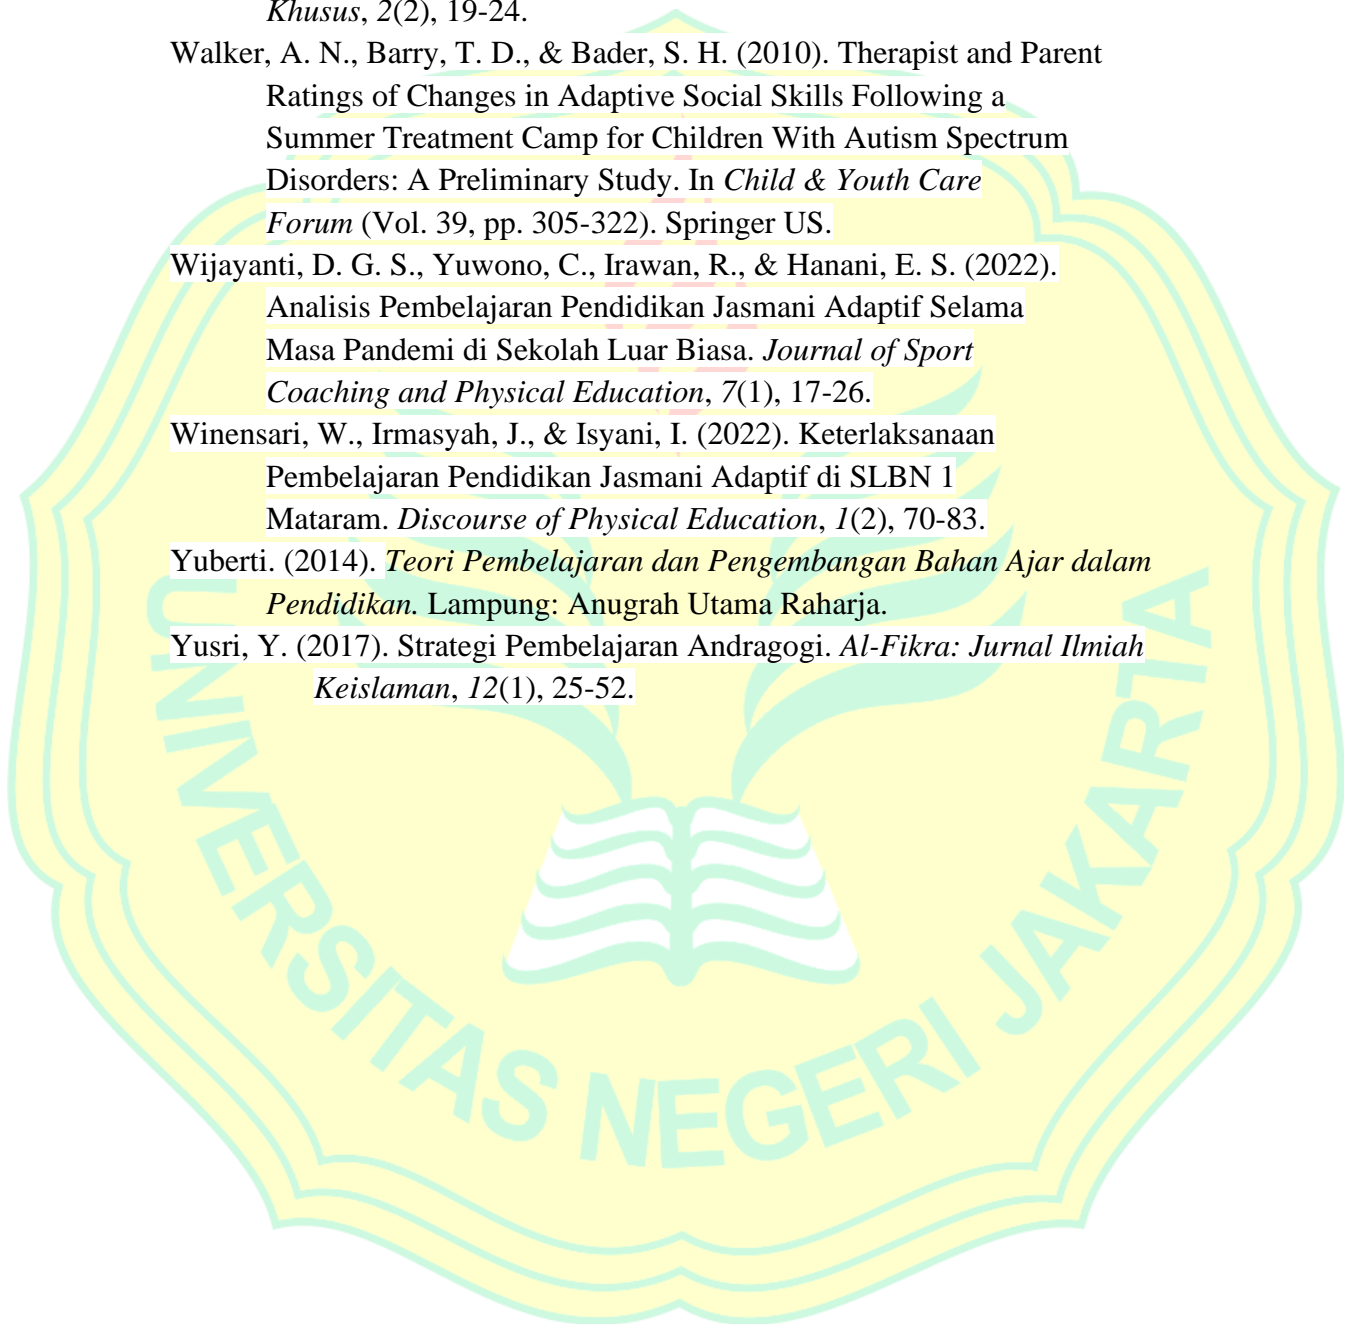 Khusus, 2(2), 19-24.
Walker, A. N., Barry, T. D., & Bader, S. H. (2010). Therapist and Parent
Ratings of Changes in Adaptive Social Skills Following a
Summer Treatment Camp for Children With Autism Spectrum
Disorders: A Preliminary Study. In Child & Youth Care
Forum (Vol. 39, pp. 305-322). Springer US.
Wijayanti, D. G. S., Yuwono, C., Irawan, R., & Hanani, E. S. (2022).
Analisis Pembelajaran Pendidikan Jasmani Adaptif Selama
Masa Pandemi di Sekolah Luar Biasa. Journal of Sport
Coaching and Physical Education, 7(1), 17-26.
Winensari, W., Irmasyah, J., & Isyani, I. (2022). Keterlaksanaan
Pembelajaran Pendidikan Jasmani Adaptif di SLBN 1
Mataram. Discourse of Physical Education, 1(2), 70-83.
Yuberti. (2014). Teori Pembelajaran dan Pengembangan Bahan Ajar dalam
Pendidikan. Lampung: Anugrah Utama Raharja.
Yusri, Y. (2017). Strategi Pembelajaran Andragogi. Al-Fikra: Jurnal Ilmiah
Keislaman, 12(1), 25-52.
UNIVERSITAS NEGERI JAKARTA